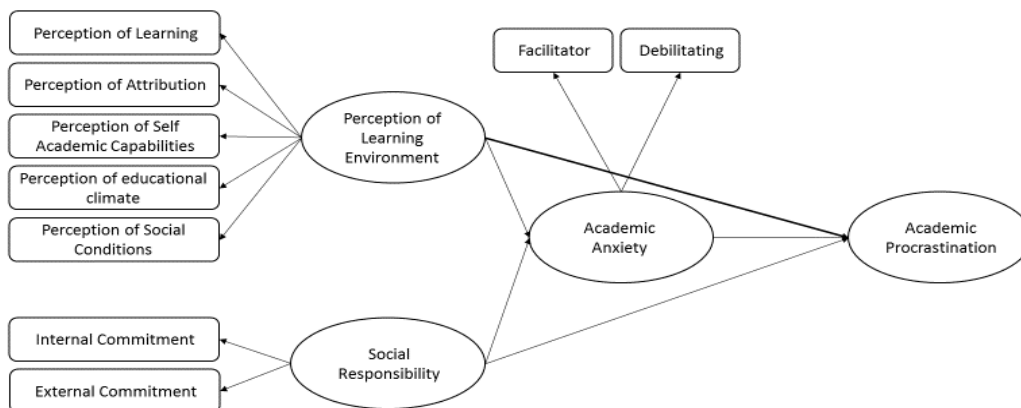 Perception of Learning
Perception of Attribution
Perception of Self
Academic Capabilities
Perception of educational
climate
Perception of Social
Conditions
Perception of
Learning
Environment
Facilitator
Debilitating
Academic
Anxiety
Academic
Procrastination
Internal Commitment
External Commitment
Social
Responsibility